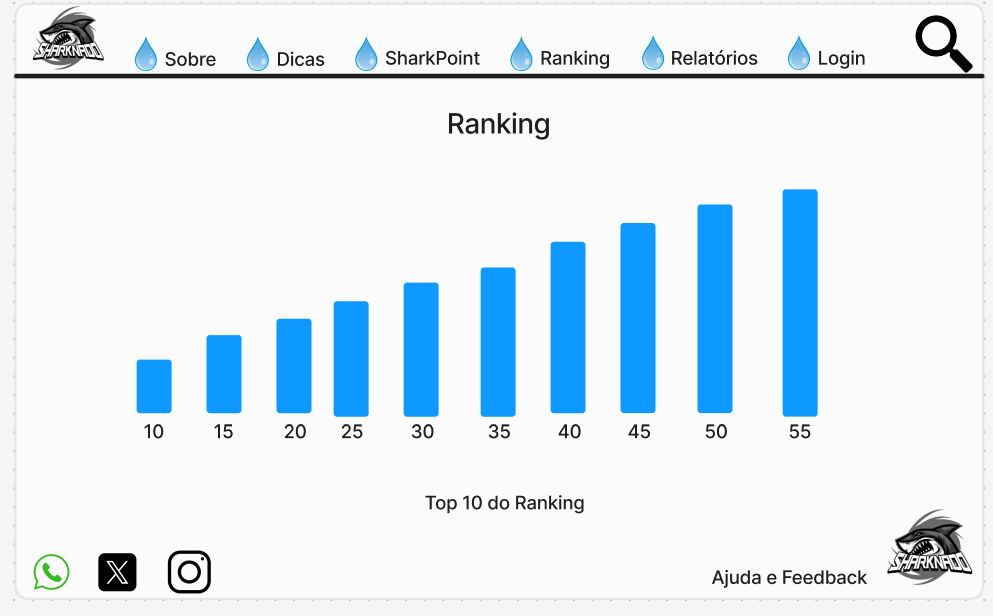 SHARKNADO
Sobre Dicas SharkPoint Ranking Relatórios Login
Ranking
10 15 20 25 30 35 40 45 50 55
Top 10 do Ranking
Ajuda e Feedback
SHARKNADO